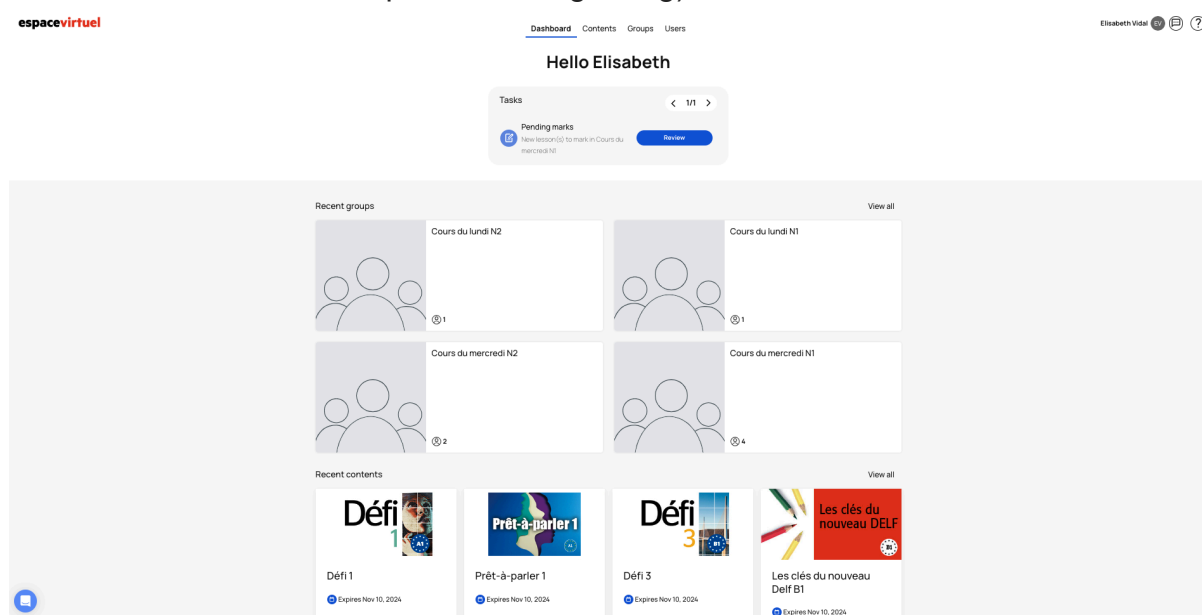 espacevirtuel
Dashboard Contents Groups Users
Elisabeth Vidal EV ?
Hello Elisabeth
Tasks
1/1
Pending marks
New lesson(s) to mark in Cours du
mercredi N1
Review
Recent groups
View all
Cours du lundi N2
1
Cours du lundi N1
1
Cours du mercredi N2
2
Cours du mercredi N1
4
Recent contents
View all
Défi
1
A1
Défi 1
Expires Nov 10, 2024
Prêt-à-parler 1
Prêt-à-parler 1
Expires Nov 10, 2024
Défi
3
B1
Défi 3
Expires Nov 10, 2024
Les clés du
nouveau DELF
B1
Les clés du nouveau
Delf B1
Expires Nov 10, 2024